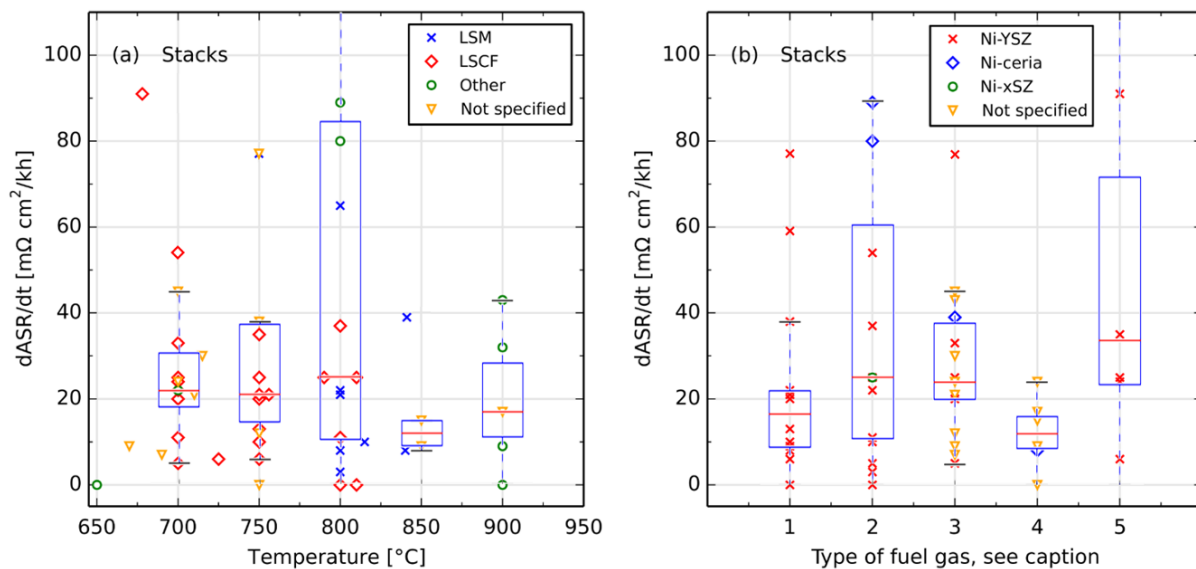 (a) Stacks
LSM
LSCF
Other
Not specified
dASR/dt [mΩ cm²/kh]
100
80
60
40
20
0
650 700 750 800 850 900 950
Temperature [°C]
(b) Stacks
Ni-YSZ
Ni-ceria
Ni-xSZ
Not specified
dASR/dt [mΩ cm²/kh]
100
80
60
40
20
0
1 2 3 4 5
Type of fuel gas, see caption